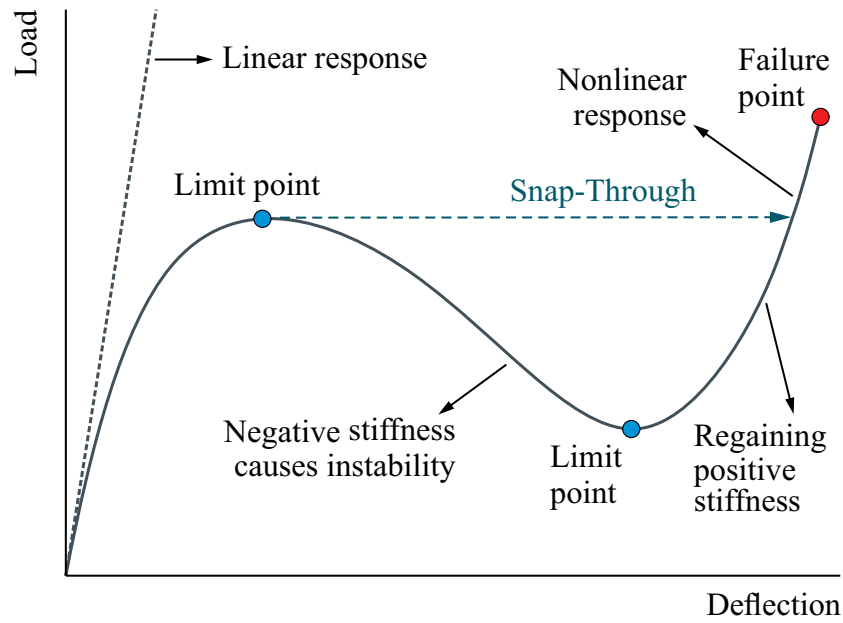 Load
Linear response
Failure
point
Nonlinear
response
Limit point
Snap-Through
Negative stiffness
causes instability
Limit
point
Regaining
positive
stiffness
Deflection